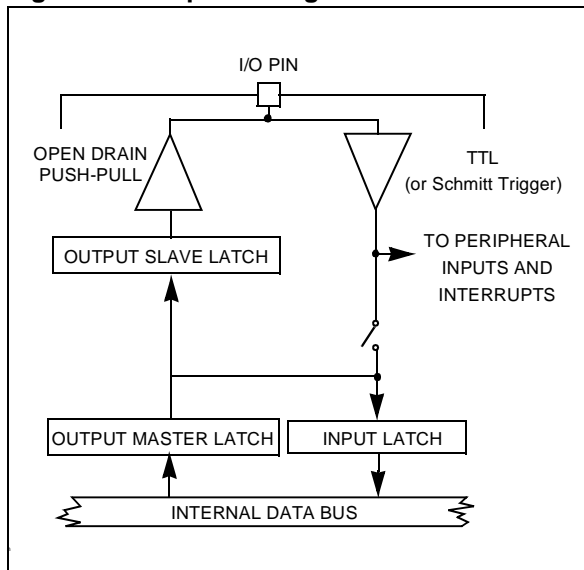 I/O PIN
OPEN DRAIN
PUSH-PULL
TTL
(or Schmitt Trigger)
OUTPUT SLAVE LATCH
TO PERIPHERAL
INPUTS AND
INTERRUPTS
OUTPUT MASTER LATCH
INPUT LATCH
INTERNAL DATA BUS